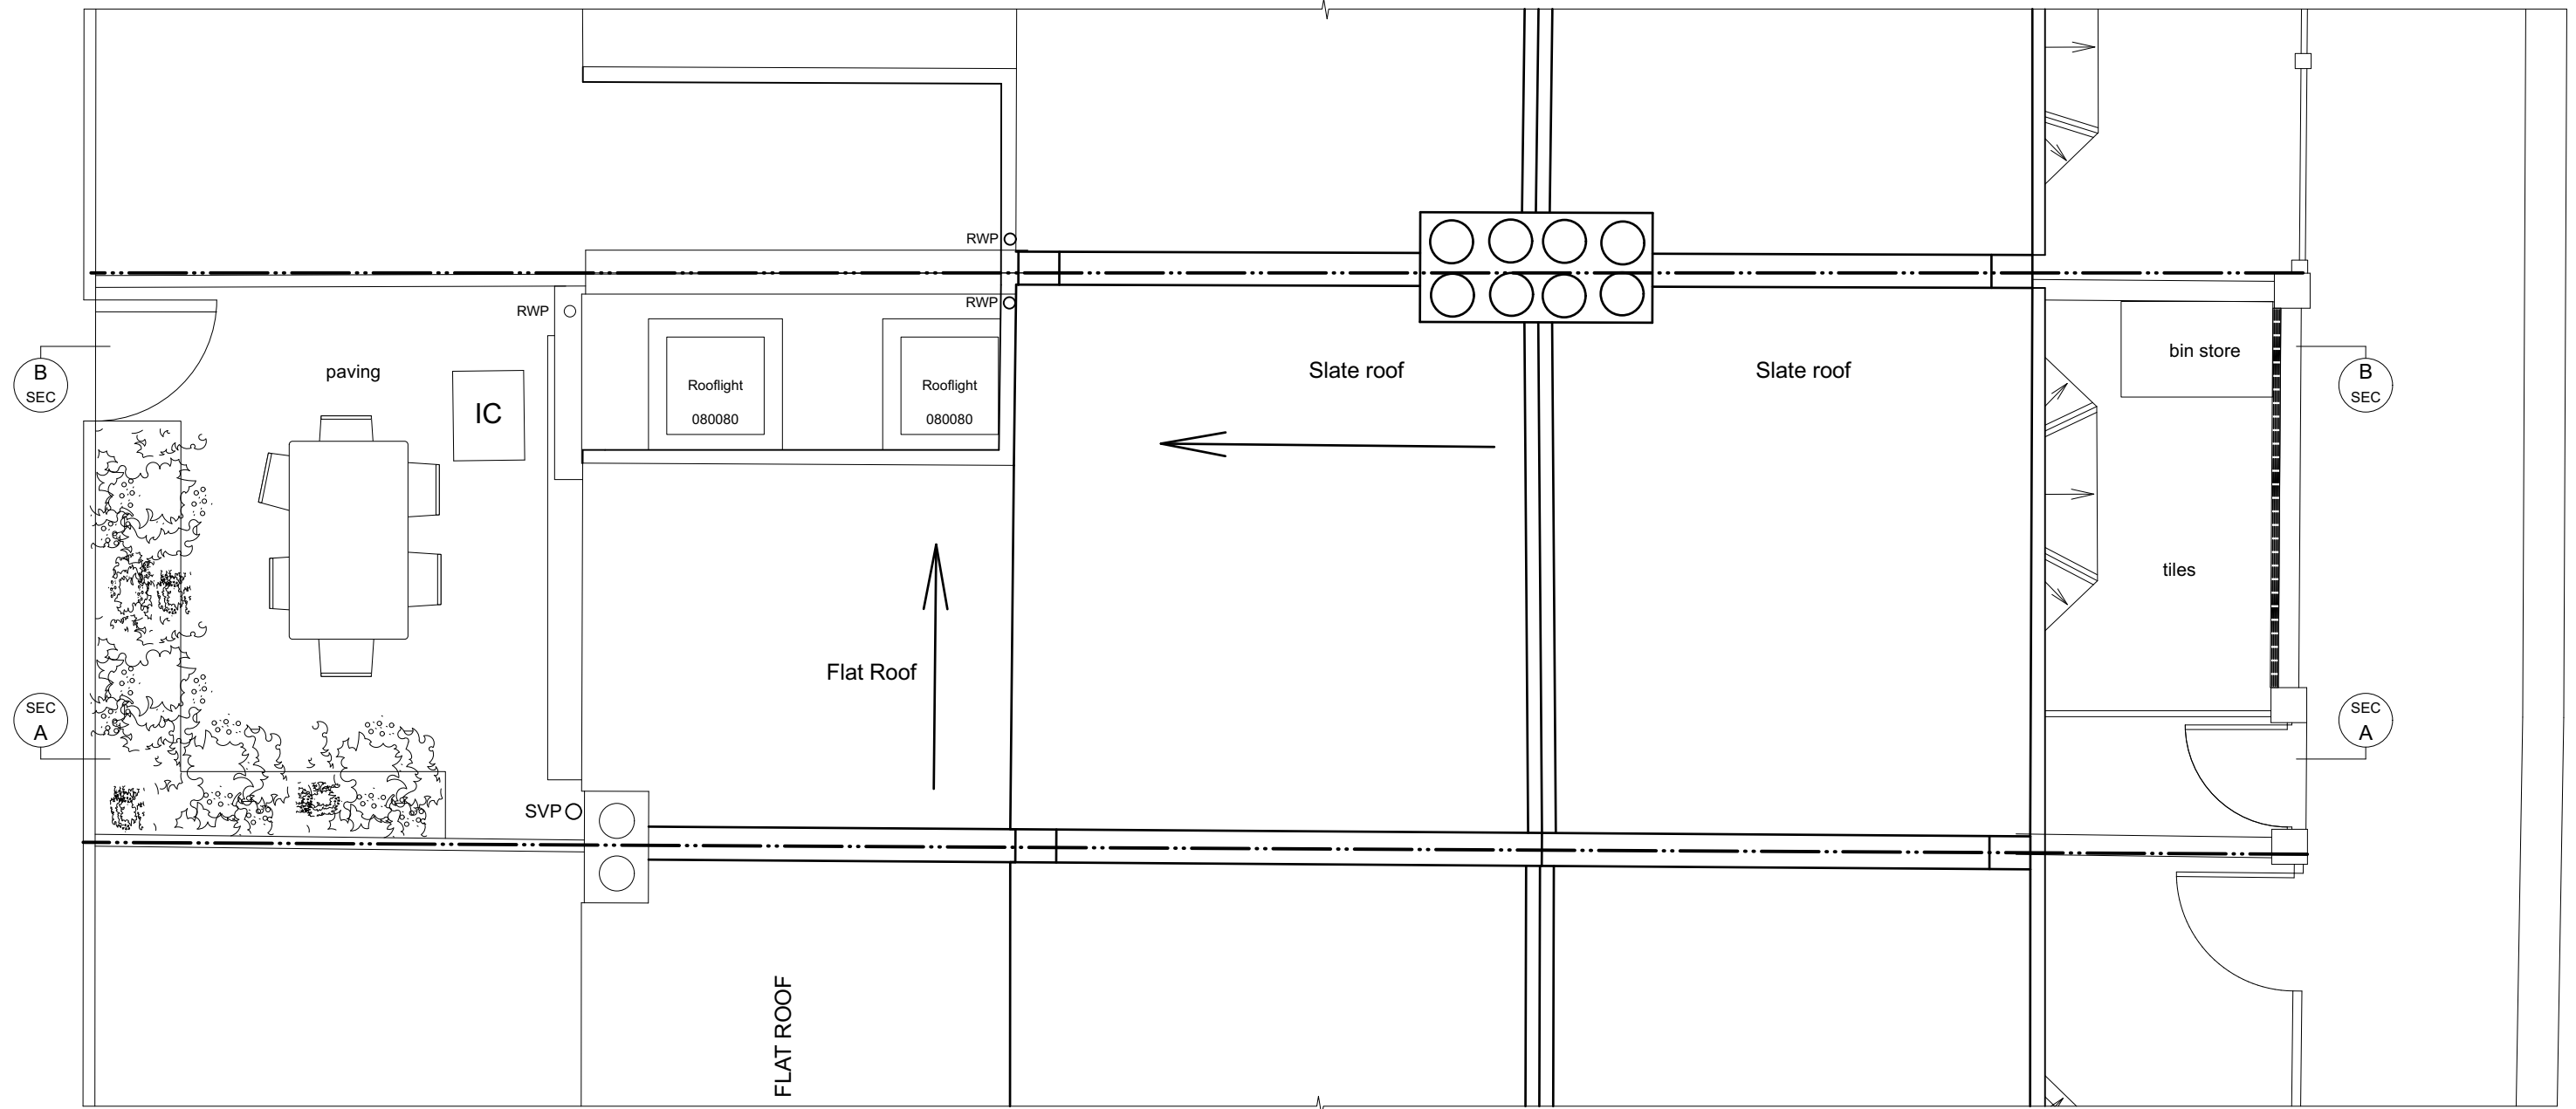 RWP
RWP
RWP
B
SEC
paving
IC
Rooflight
080080
Rooflight
080080
Slate roof
Slate roof
bin store
B
SEC
tiles
Flat Roof
SEC
A
SEC
A
SVP
FLAT ROOF